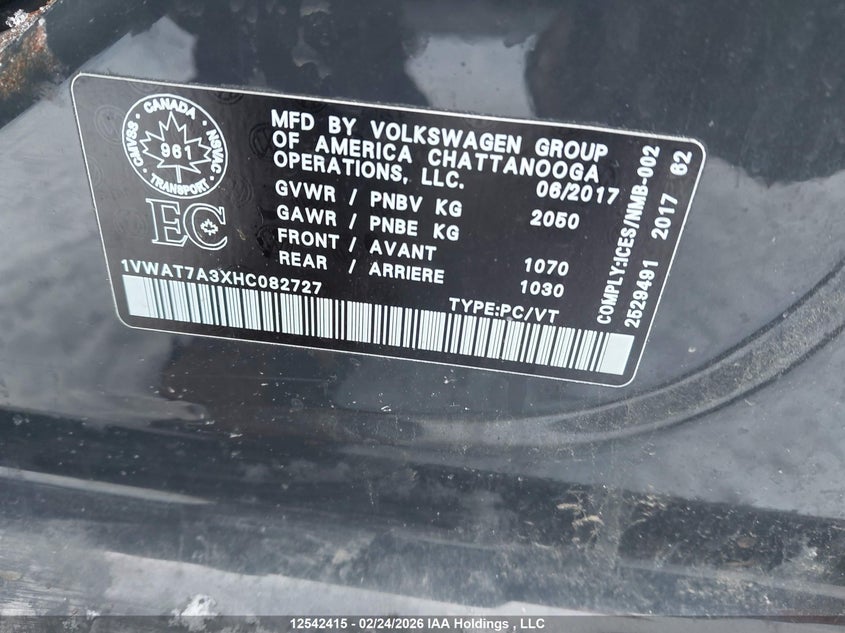 CANADA
CMVSS
NSVAC
961
TRANSPORT
EC
MFD BY VOLKSWAGEN GROUP
OF AMERICA CHATTANOOGA
OPERATIONS, LLC.
06/2017
GVWR / PNBV KG 2050
GAWR / PNBE KG
FRONT / AVANT 1070
REAR / ARRIERE 1030
1VWAT7A3XHC082727
TYPE:PC/VT
COMPLY:ICES/NMB-002
2529491 2017 62
12542415 - 02/24/2026 IAA Holdings , LLC